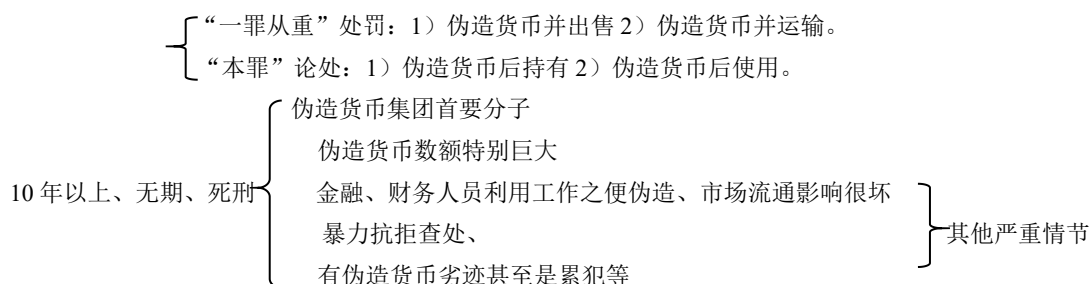 “一罪从重”处罚：1）伪造货币并出售 2）伪造货币并运输。
“本罪”论处：1）伪造货币后持有 2）伪造货币后使用。
伪造货币集团首要分子
伪造货币数额特别巨大
10 年以上、无期、死刑
金融、财务人员利用工作之便伪造、市场流通影响很坏
暴力抗拒查处、
其他严重情节
有伪造货币劣迹甚至是累犯等